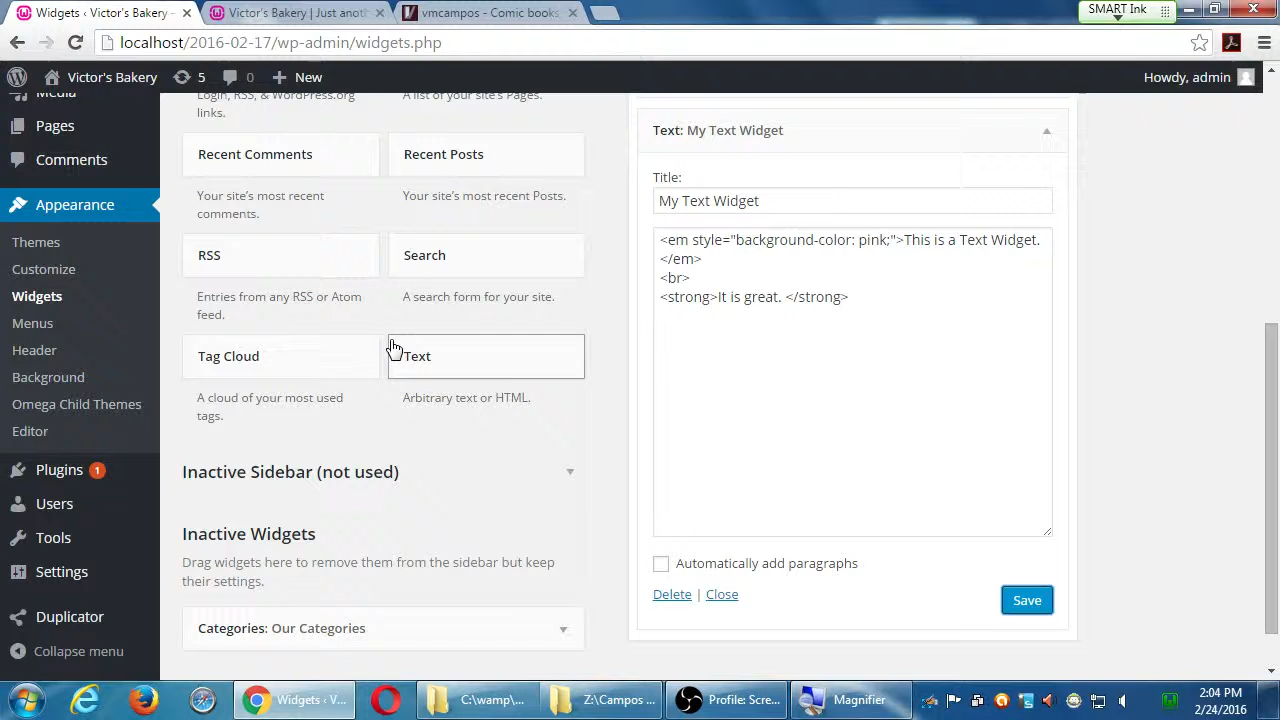 Widgets ‹ Victor's Bakery -
Victor's Bakery | Just anoth
vmcampos - Comic books
SMART Ink
localhost/2016-02-17/wp-admin/widgets.php
Victor's Bakery
5
0
New
Howdy, admin
Media
Pages
Comments
Appearance
Themes
Customize
Widgets
Menus
Header
Background
Omega Child Themes
Editor
Plugins 1
Users
Tools
Settings
Duplicator
Collapse menu
Login, RSS, & WordPress.org
links.
A list of your site's Pages.
Recent Comments
Recent Posts
Your site's most recent
comments.
Your site's most recent Posts.
RSS
Search
Entries from any RSS or Atom
feed.
A search form for your site.
Tag Cloud
Text
A cloud of your most used
tags.
Arbitrary text or HTML.
Inactive Sidebar (not used)
Inactive Widgets
Drag widgets here to remove them from the sidebar but keep
their settings.
Categories: Our Categories
Text: My Text Widget
Title:
My Text Widget
<em style="background-color: pink;">This is a Text Widget.
</em>
<br>
<strong>It is great. </strong>
Automatically add paragraphs
Delete | Close
Save
Widgets ‹ V...
C:\wamp\...
Z:\Campos ...
Profile: Scre...
Magnifier
2:04 PM
2/24/2016